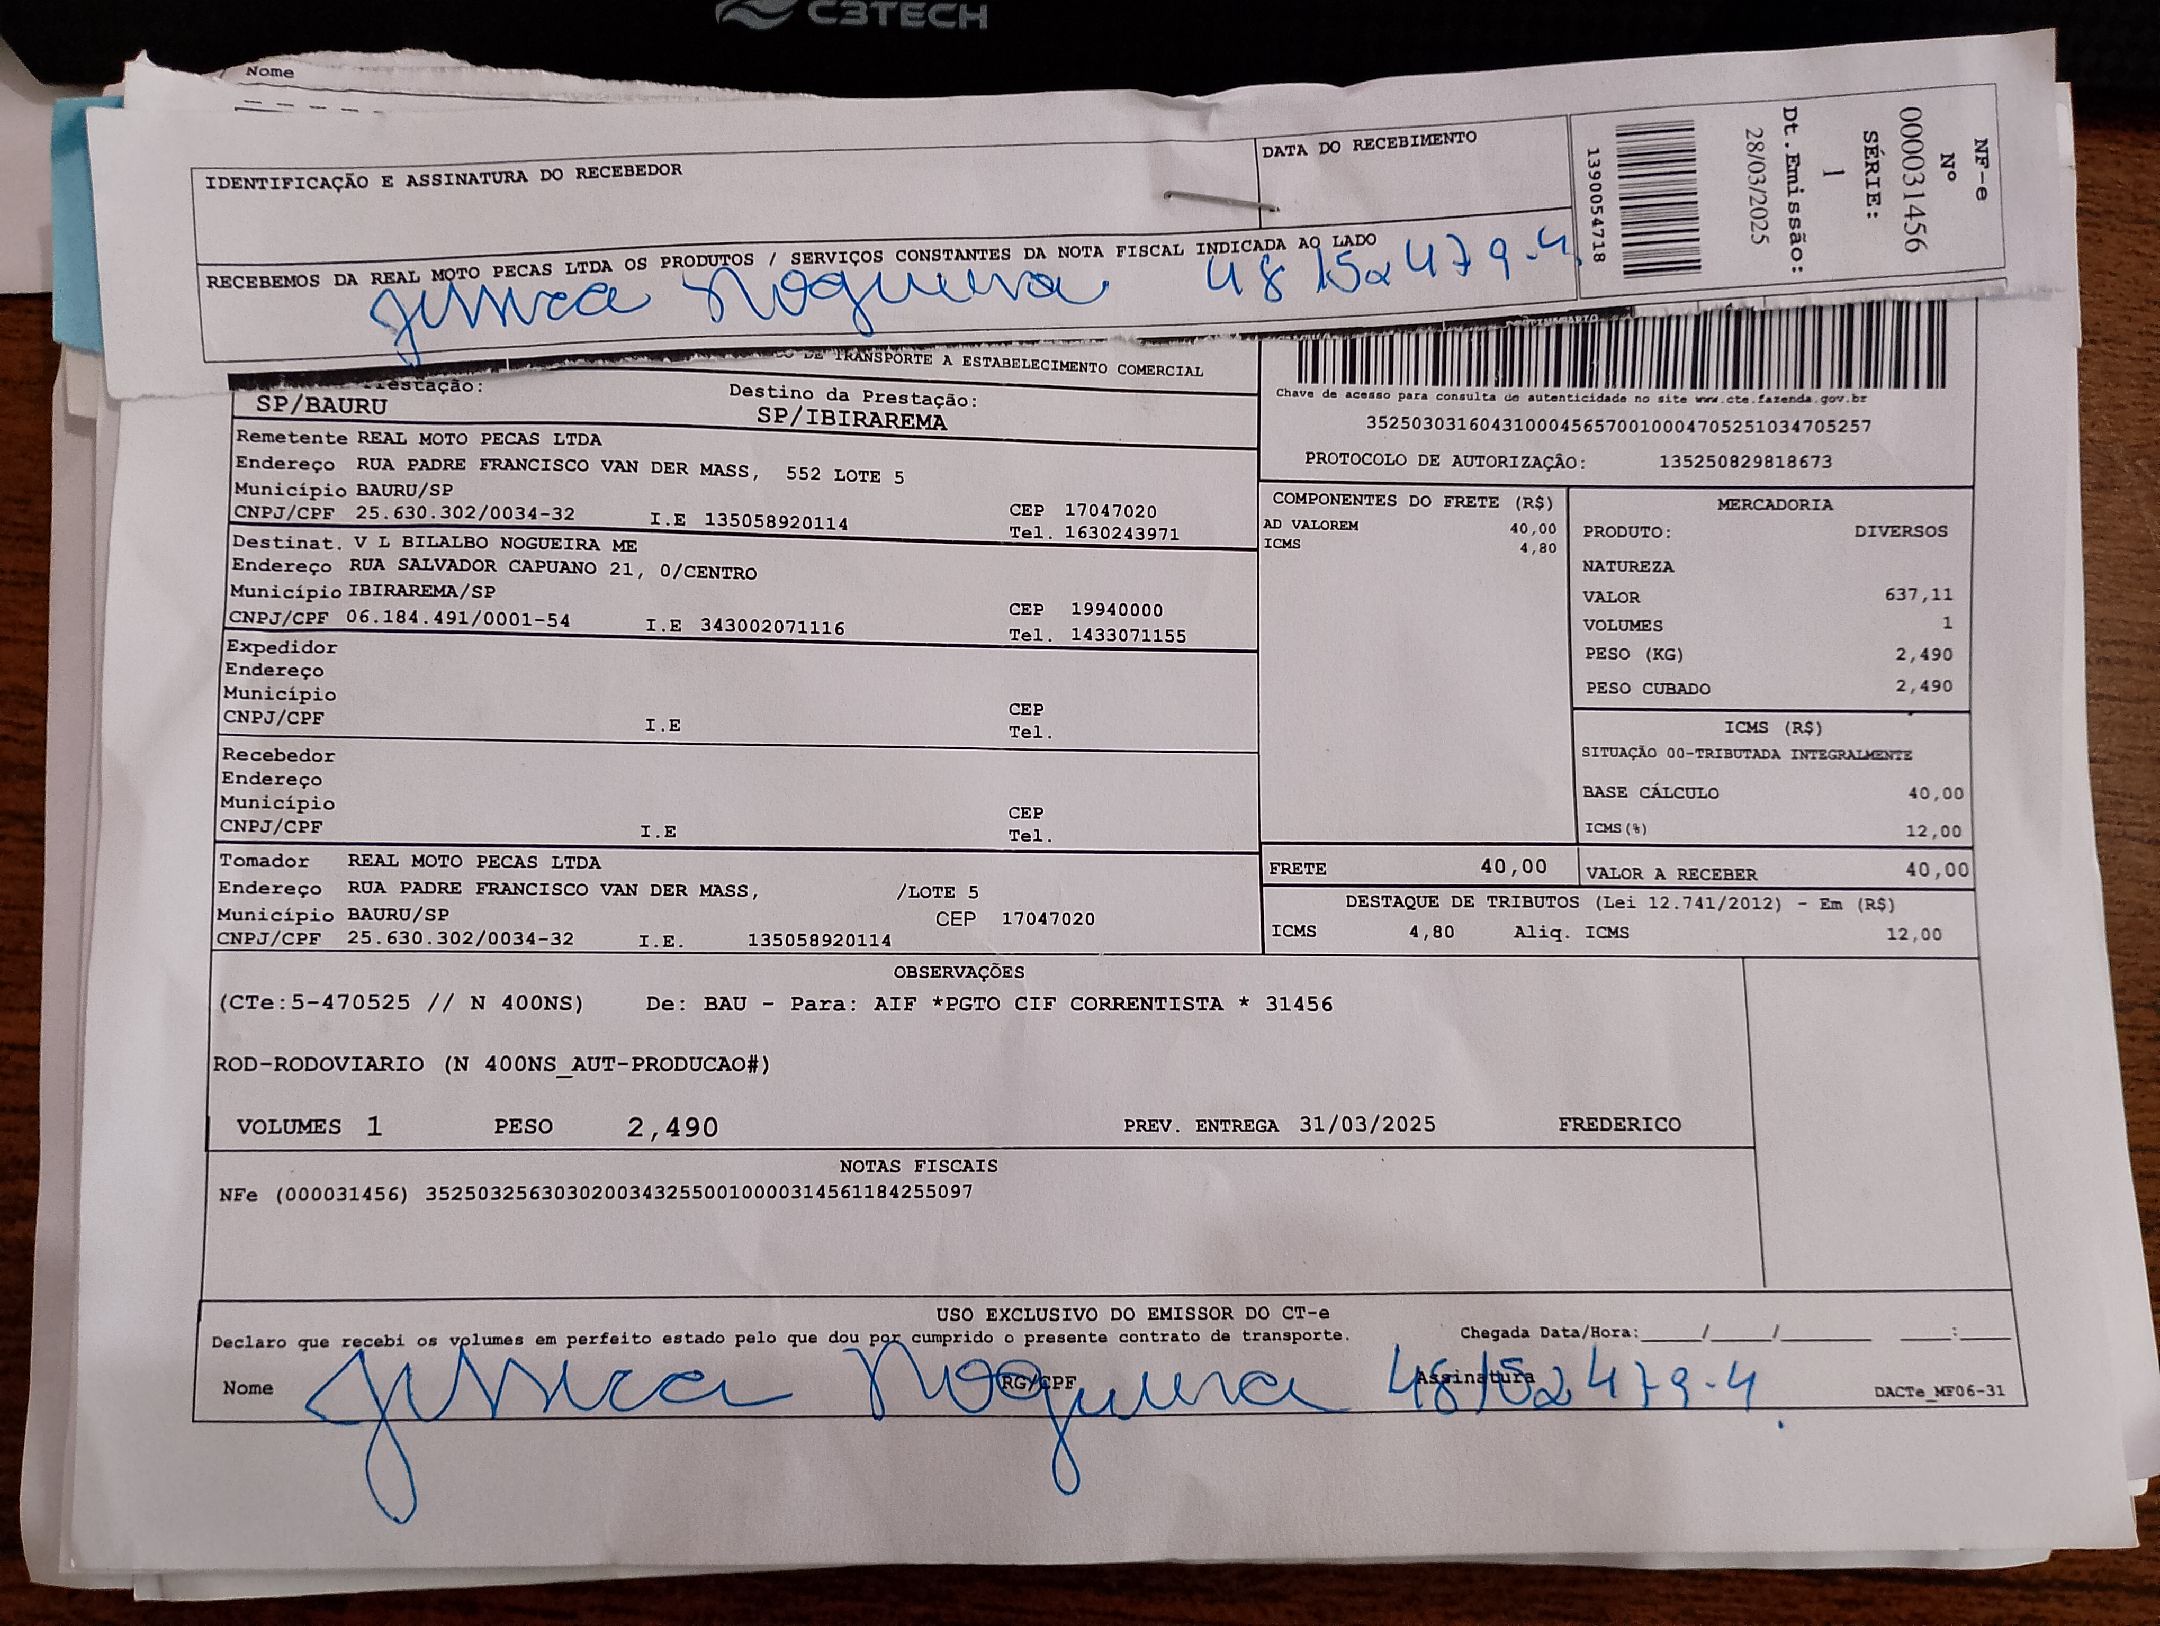 C3TECH
Nome
IDENTIFICAÇÃO E ASSINATURA DO RECEBEDOR
DATA DO RECEBIMENTO
RECEBEMOS DA REAL MOTO PECAS LTDA OS PRODUTOS / SERVIÇOS CONSTANTES DA NOTA FISCAL INDICADA AO LADO
Nogueira 48 152 479-4
1390054718
NF-e
Nº
000031456
SÉRIE:
1
Dt.Emissão:
28/03/2025
DE TRANSPORTE A ESTABELECIMENTO COMERCIAL
Prestação:
SP/BAURU
Destino da Prestação:
SP/IBIRAREMA
Chave de acesso para consulta de autenticidade no site www.cte.fazenda.gov.br
35250303160431000456570010004705251034705257
PROTOCOLO DE AUTORIZAÇÃO: 135250829818673
Remetente REAL MOTO PECAS LTDA
Endereço RUA PADRE FRANCISCO VAN DER MASS, 552 LOTE 5
Município BAURU/SP CEP 17047020
CNPJ/CPF 25.630.302/0034-32 I.E 135058920114 Tel. 1630243971
Destinat. V L BILALBO NOGUEIRA ME
Endereço RUA SALVADOR CAPUANO 21, 0/CENTRO
Município IBIRAREMA/SP CEP 19940000
CNPJ/CPF 06.184.491/0001-54 I.E 343002071116 Tel. 1433071155
Expedidor
Endereço
Município CEP
CNPJ/CPF I.E Tel.
Recebedor
Endereço
Município CEP
CNPJ/CPF I.E Tel.
Tomador REAL MOTO PECAS LTDA
Endereço RUA PADRE FRANCISCO VAN DER MASS, /LOTE 5
Município BAURU/SP CEP 17047020
CNPJ/CPF 25.630.302/0034-32 I.E. 135058920114
COMPONENTES DO FRETE (R$)
AD VALOREM 40,00
ICMS 4,80
MERCADORIA
PRODUTO: DIVERSOS
NATUREZA
VALOR 637,11
VOLUMES 1
PESO (KG) 2,490
PESO CUBADO 2,490
ICMS (R$)
SITUAÇÃO 00-TRIBUTADA INTEGRALMENTE
BASE CÁLCULO 40,00
ICMS(%) 12,00
FRETE 40,00 VALOR A RECEBER 40,00
DESTAQUE DE TRIBUTOS (Lei 12.741/2012) - Em (R$)
ICMS 4,80 Aliq. ICMS 12,00
OBSERVAÇÕES
(CTe:5-470525 // N 400NS) De: BAU - Para: AIF *PGTO CIF CORRENTISTA * 31456
ROD-RODOVIARIO (N 400NS_AUT-PRODUCAO#)
VOLUMES 1 PESO 2,490 PREV. ENTREGA 31/03/2025 FREDERICO
NOTAS FISCAIS
NFe (000031456) 35250325630302003432550010000314561184255097
USO EXCLUSIVO DO EMISSOR DO CT-e
Declaro que recebi os volumes em perfeito estado pelo que dou por cumprido o presente contrato de transporte. Chegada Data/Hora:_____/_____/_______ ____:____
Nome RG/CPF Assinatura DACTe_MF06-31
Nogueira 48 152 479-4